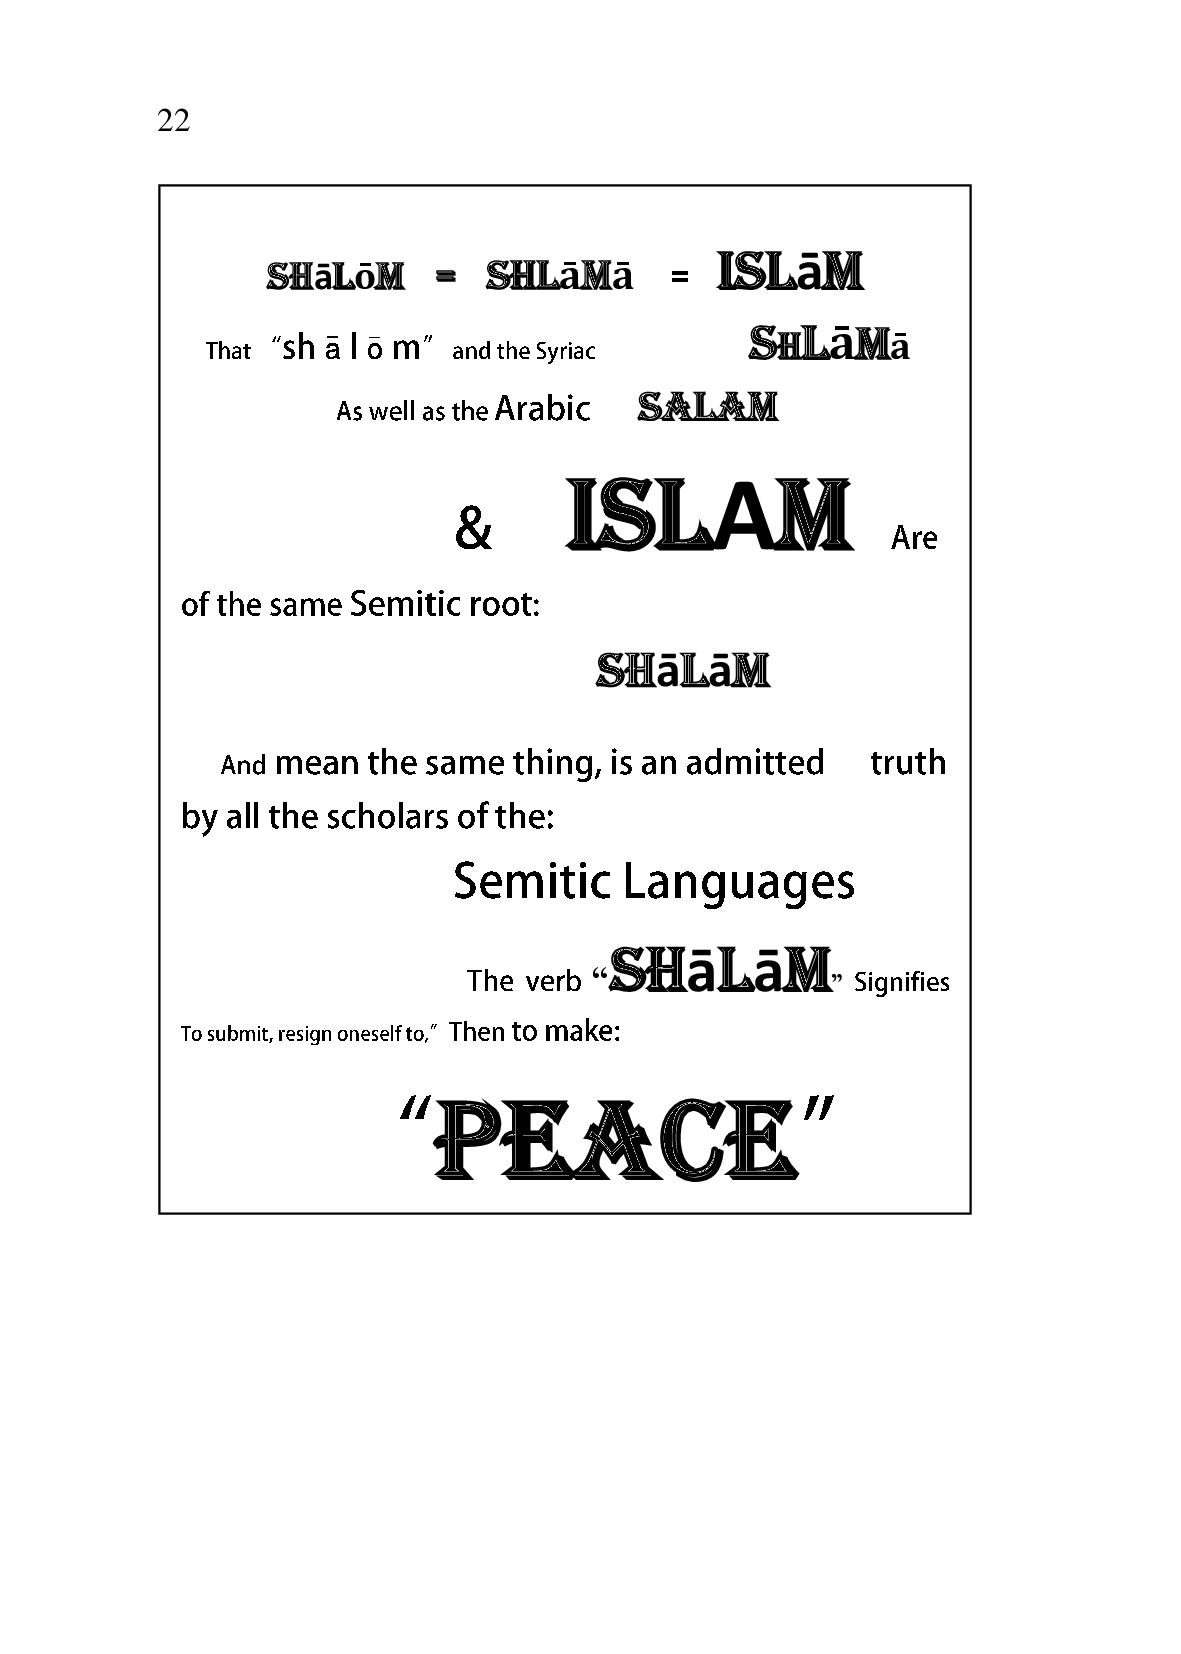 22
SHāLōM = SHLāMā = ISLāM
That “sh ā l ō m” and the Syriac SHLāMā
As well as the Arabic SALAM
& ISLAM Are
of the same Semitic root:
SHāLāM
And mean the same thing, is an admitted truth
by all the scholars of the:
Semitic Languages
The verb “SHāLāM” Signifies
To submit, resign oneself to,” Then to make:
“PEACE”